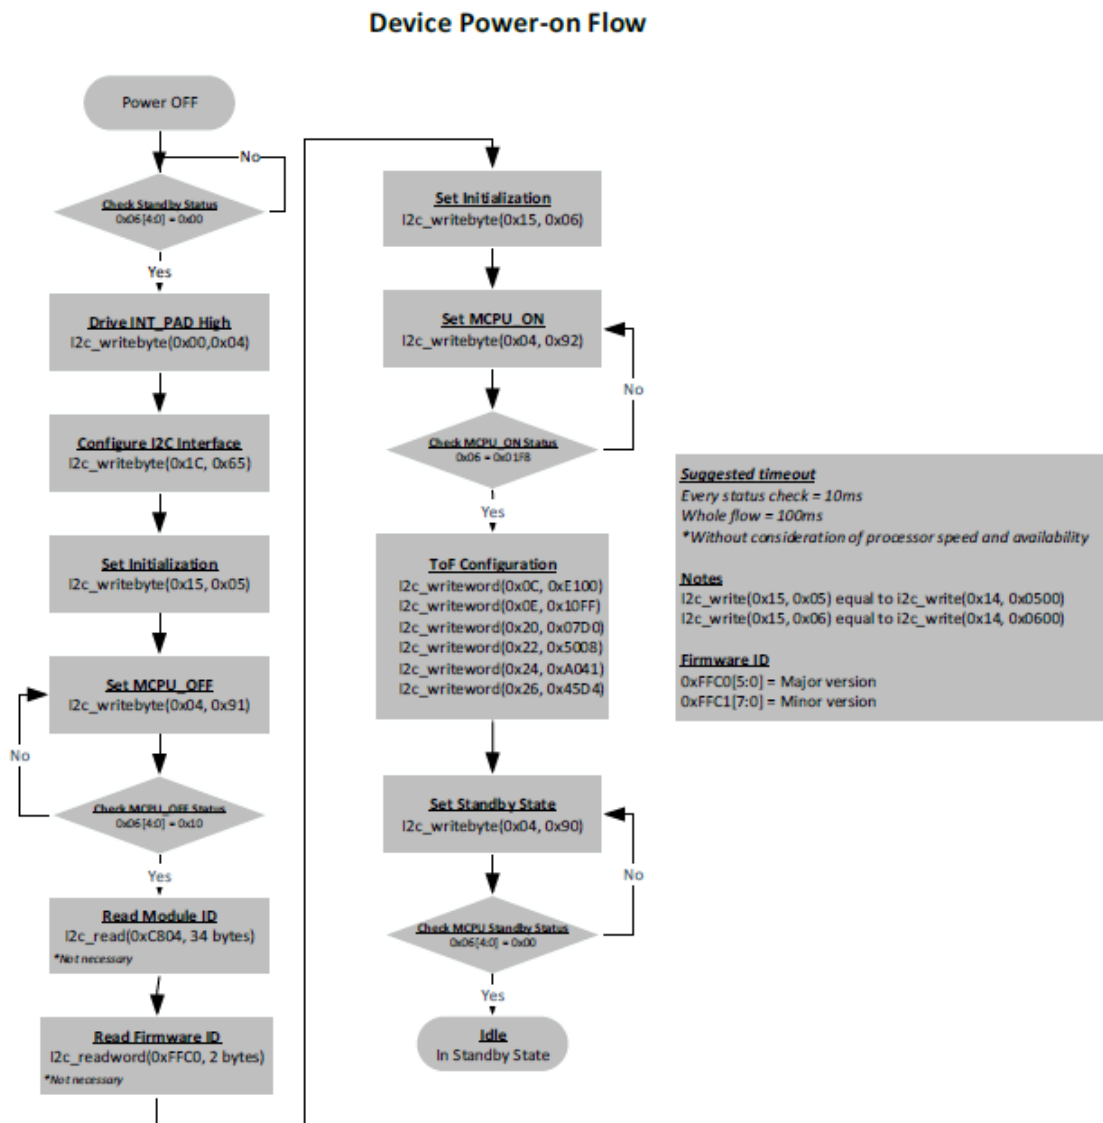 Device Power-on Flow
Power OFF
No
Check Standby Status
0x06[4:0] = 0x00
Yes
Drive INT_PAD High
I2c_writebyte(0x00,0x04)
Configure I2C Interface
I2c_writebyte(0x1C, 0x65)
Set Initialization
I2c_writebyte(0x15, 0x05)
Set MCPU_OFF
I2c_writebyte(0x04, 0x91)
No
Check MCPU_OFF Status
0x06[4:0] = 0x10
Yes
Read Module ID
I2c_read(0xC804, 34 bytes)
*Not necessary
Read Firmware ID
I2c_readword(0xFFC0, 2 bytes)
*Not necessary
Set Initialization
I2c_writebyte(0x15, 0x06)
Set MCPU_ON
I2c_writebyte(0x04, 0x92)
No
Check MCPU_ON Status
0x06 = 0x01F8
Yes
ToF Configuration
I2c_writeword(0x0C, 0xE100)
I2c_writeword(0x0E, 0x10FF)
I2c_writeword(0x20, 0x07D0)
I2c_writeword(0x22, 0x5008)
I2c_writeword(0x24, 0xA041)
I2c_writeword(0x26, 0x45D4)
Set Standby State
I2c_writebyte(0x04, 0x90)
No
Check MCPU Standby Status
0x06[4:0] = 0x00
Yes
Idle
In Standby State
Suggested timeout
Every status check = 10ms
Whole flow = 100ms
*Without consideration of processor speed and availability
Notes
I2c_write(0x15, 0x05) equal to i2c_write(0x14, 0x0500)
I2c_write(0x15, 0x06) equal to i2c_write(0x14, 0x0600)
Firmware ID
0xFFC0[5:0] = Major version
0xFFC1[7:0] = Minor version